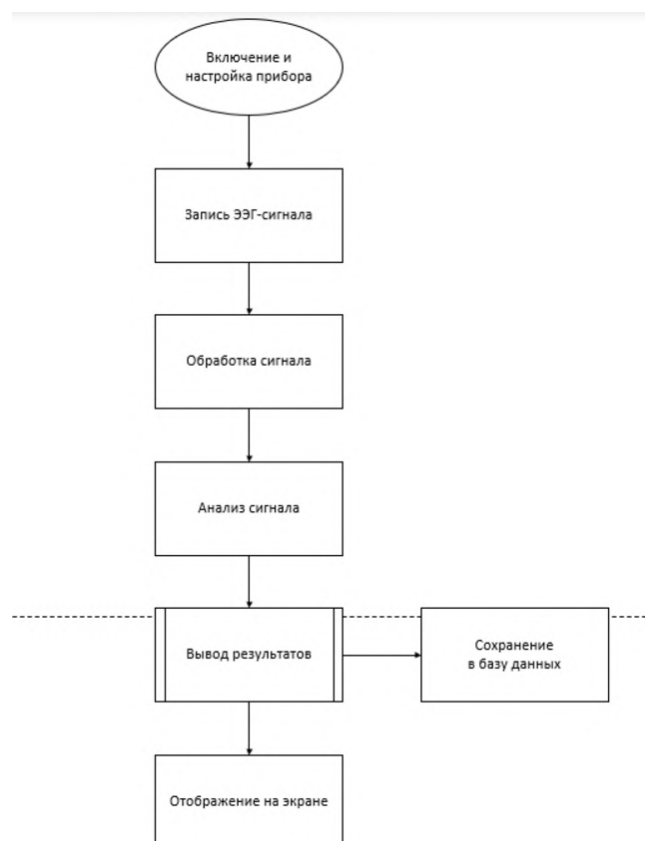 Включение и
настройка прибора
Запись ЭЭГ-сигнала
Обработка сигнала
Анализ сигнала
Вывод результатов
Сохранение
в базу данных
Отображение на экране